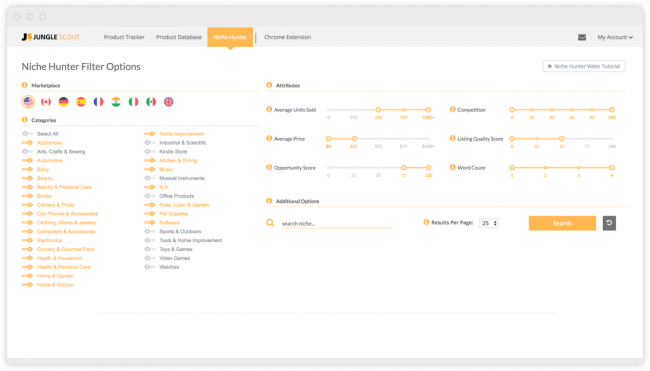 JS JUNGLE SCOUT Product Tracker Product Database Niche Hunter Chrome Extension My Account
Niche Hunter Filter Options
Niche Hunter Video Tutorial
Marketplace
Categories
Select All
Appliances
Arts, Crafts & Sewing
Automotive
Baby
Beauty
Beauty & Personal Care
Books
Camera & Photo
Cell Phones & Accessories
Clothing, Shoes & Jewelry
Computers & Accessories
Electronics
Grocery & Gourmet Food
Health & Household
Health & Personal Care
Home & Garden
Home & Kitchen
Home Improvement
Industrial & Scientific
Kindle Store
Kitchen & Dining
Music
Musical Instruments
N.A.
Office Products
Patio, Lawn & Garden
Pet Supplies
Software
Sports & Outdoors
Tools & Home Improvement
Toys & Games
Video Games
Watches
Attributes
Average Units Sold
0 250 500 750 1000+
Competition
0 20 30 40 50 60 80 100
Average Price
$0 $25 $50 $75 $1000+
Listing Quality Score
0 25 50 75 100
Opportunity Score
0 25 50 75 100
Word Count
1 2 3 4
Additional Options
search niche...
Results Per Page: 25
Search